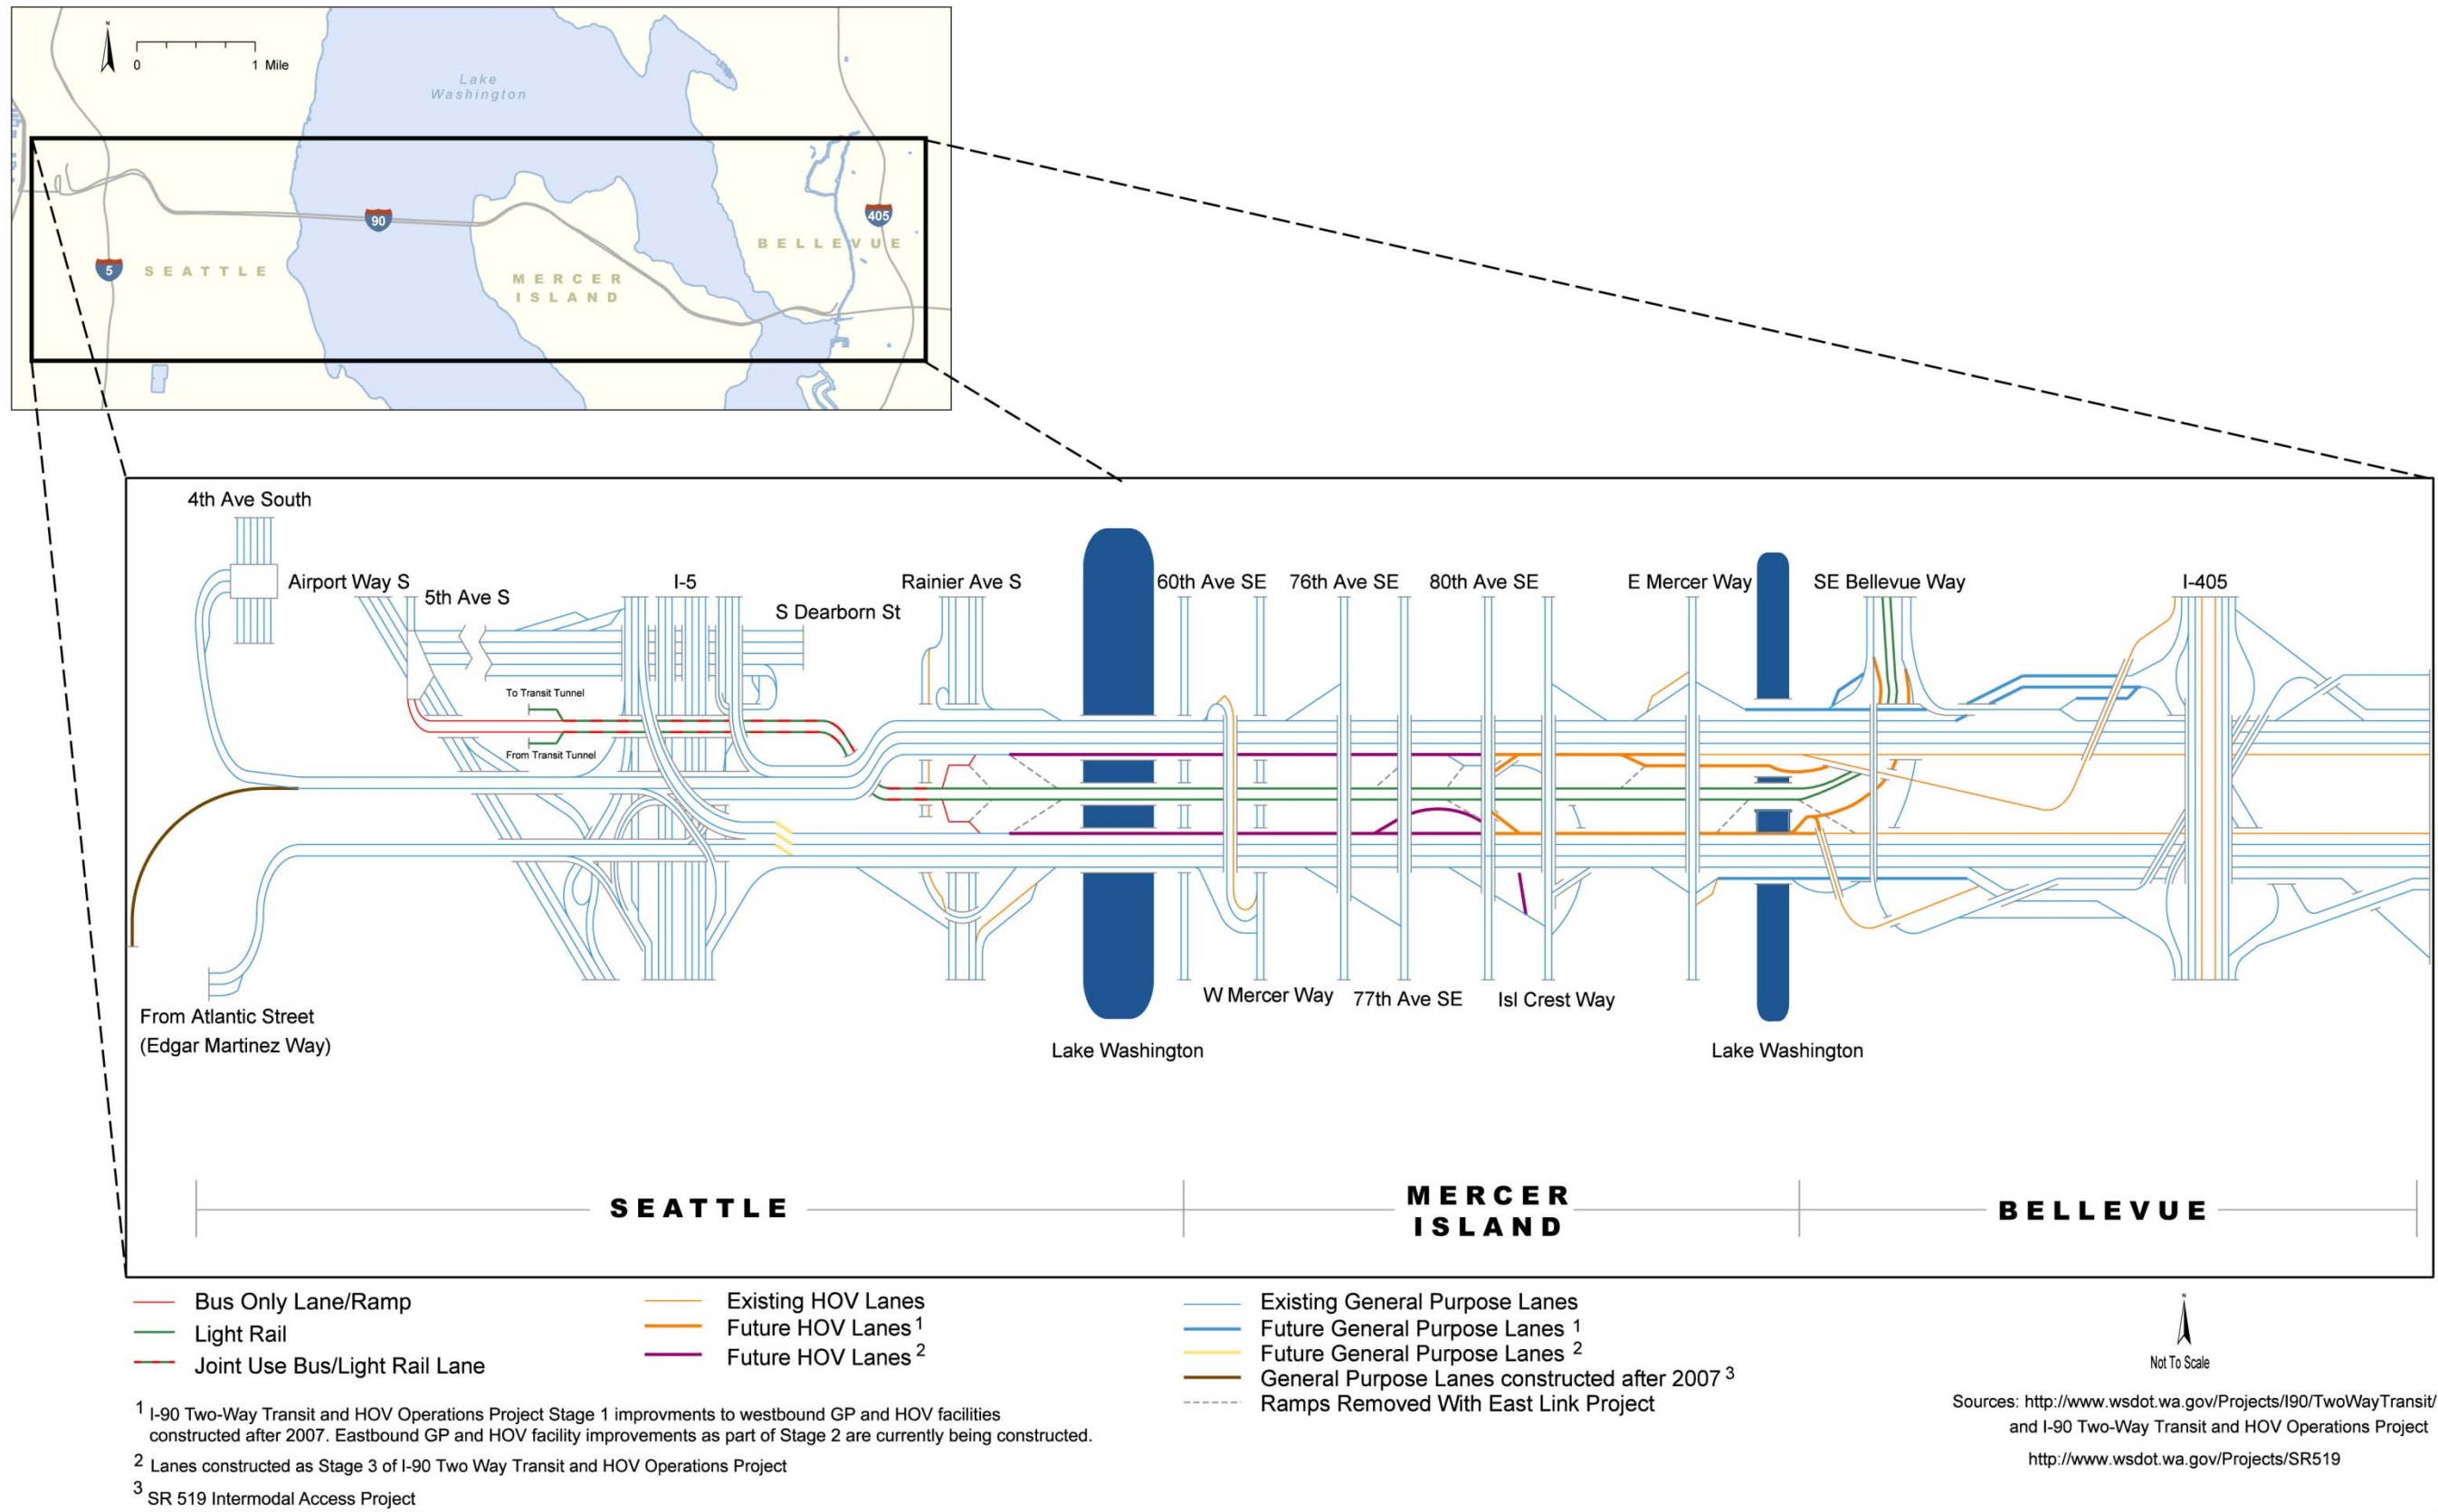 N
0 1 Mile
Lake
Washington
90
405
5
SEATTLE
BELLEVUE
MERCER
ISLAND
4th Ave South
Airport Way S
5th Ave S
I-5
S Dearborn St
Rainier Ave S
60th Ave SE
76th Ave SE
80th Ave SE
E Mercer Way
SE Bellevue Way
I-405
To Transit Tunnel
From Transit Tunnel
W Mercer Way
77th Ave SE
Isl Crest Way
From Atlantic Street
(Edgar Martinez Way)
Lake Washington
Lake Washington
SEATTLE
MERCER
ISLAND
BELLEVUE
Bus Only Lane/Ramp
Light Rail
Joint Use Bus/Light Rail Lane
Existing HOV Lanes
Future HOV Lanes 1
Future HOV Lanes 2
Existing General Purpose Lanes
Future General Purpose Lanes 1
Future General Purpose Lanes 2
General Purpose Lanes constructed after 2007 3
Ramps Removed With East Link Project
N
Not To Scale
1 I-90 Two-Way Transit and HOV Operations Project Stage 1 improvments to westbound GP and HOV facilities
constructed after 2007. Eastbound GP and HOV facility improvements as part of Stage 2 are currently being constructed.
2 Lanes constructed as Stage 3 of I-90 Two Way Transit and HOV Operations Project
3 SR 519 Intermodal Access Project
Sources: http://www.wsdot.wa.gov/Projects/I90/TwoWayTransit/
and I-90 Two-Way Transit and HOV Operations Project
http://www.wsdot.wa.gov/Projects/SR519